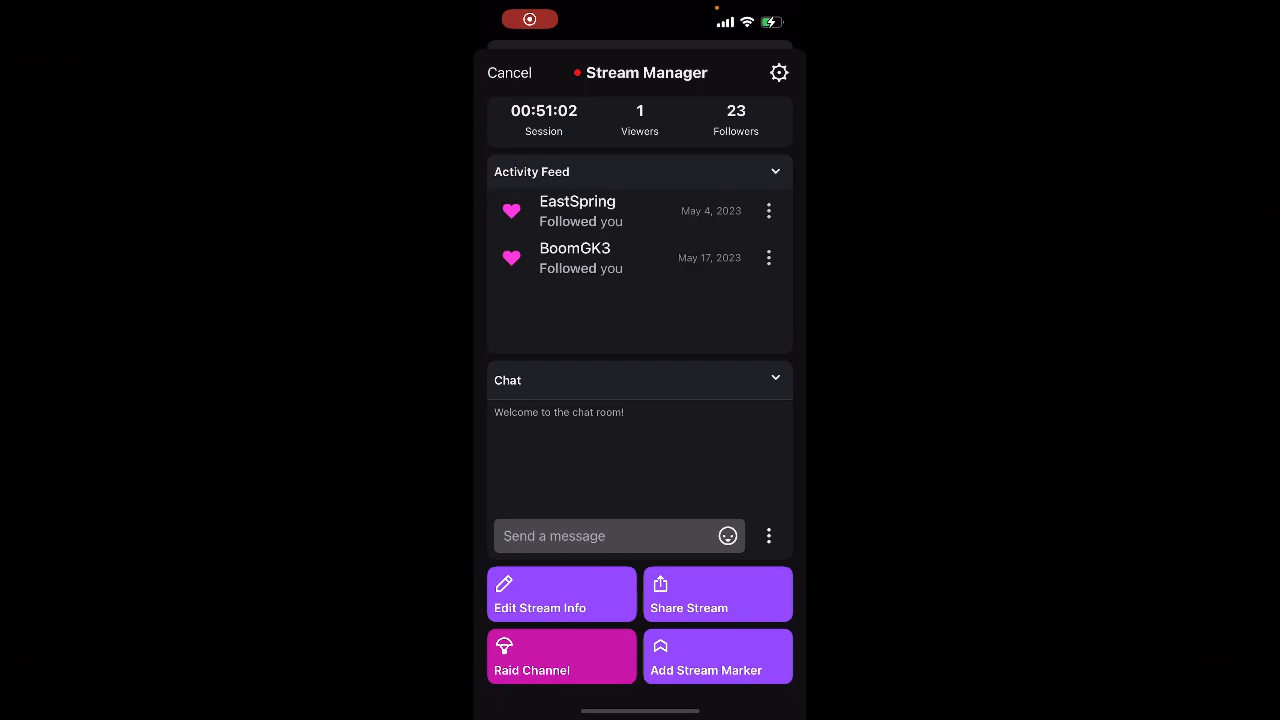 Cancel
Stream Manager
00:51:02
Session
1
Viewers
23
Followers
Activity Feed
EastSpring
Followed you
May 4, 2023
BoomGK3
Followed you
May 17, 2023
Chat
Welcome to the chat room!
Send a message
Edit Stream Info
Share Stream
Raid Channel
Add Stream Marker